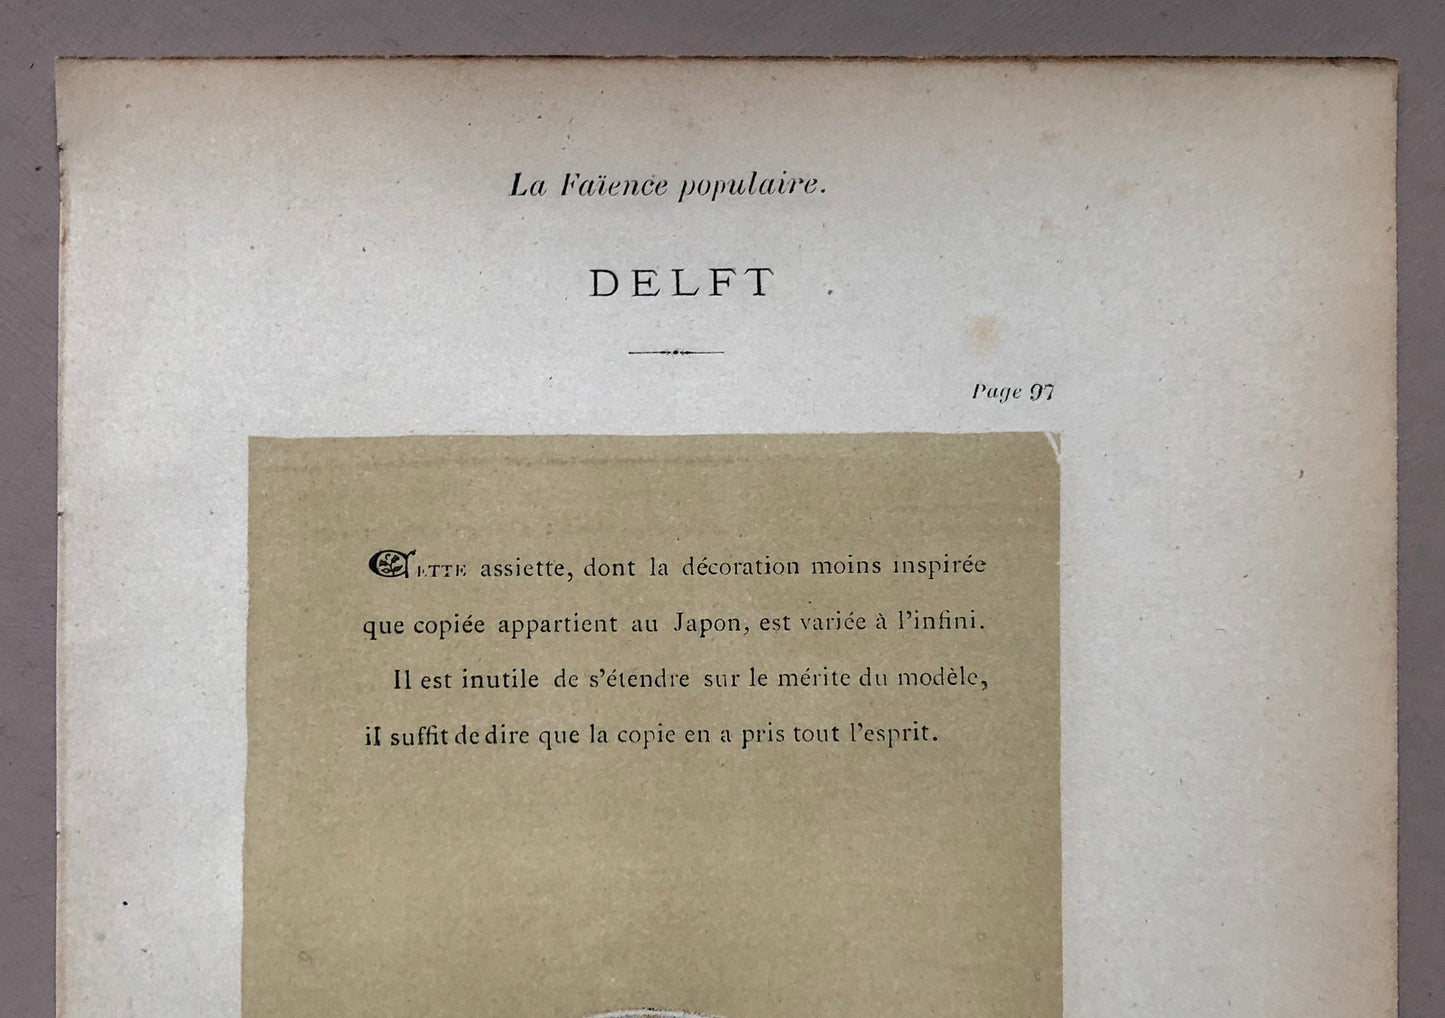 La Faïence populaire.
DELFT
Page 97
CETTE assiette, dont la décoration moins inspirée
que copiée appartient au Japon, est variée à l’infini.
Il est inutile de s’étendre sur le mérite du modèle,
il suffit de dire que la copie en a pris tout l’esprit.